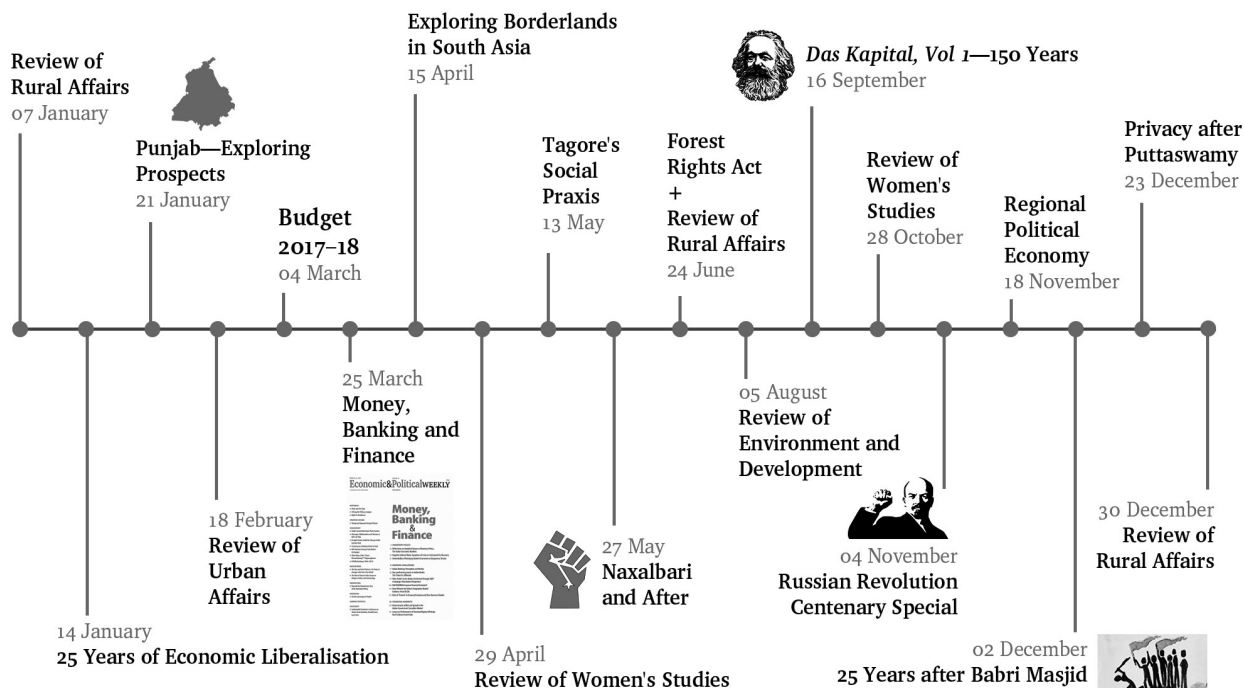 Review of
Rural Affairs
07 January
14 January
25 Years of Economic Liberalisation
Punjab—Exploring
Prospects
21 January
18 February
Review of
Urban
Affairs
Budget
2017–18
04 March
25 March
Money,
Banking and
Finance
Economic&PoliticalWEEKLY
Money,
Banking
&
Finance
Exploring Borderlands
in South Asia
15 April
29 April
Review of Women's Studies
Tagore's
Social
Praxis
13 May
27 May
Naxalbari
and After
Forest
Rights Act
+
Review of
Rural Affairs
24 June
05 August
Review of
Environment and
Development
Das Kapital, Vol 1—150 Years
16 September
Review of
Women's
Studies
28 October
04 November
Russian Revolution
Centenary Special
Regional
Political
Economy
18 November
02 December
25 Years after Babri Masjid
Privacy after
Puttaswamy
23 December
30 December
Review of
Rural Affairs